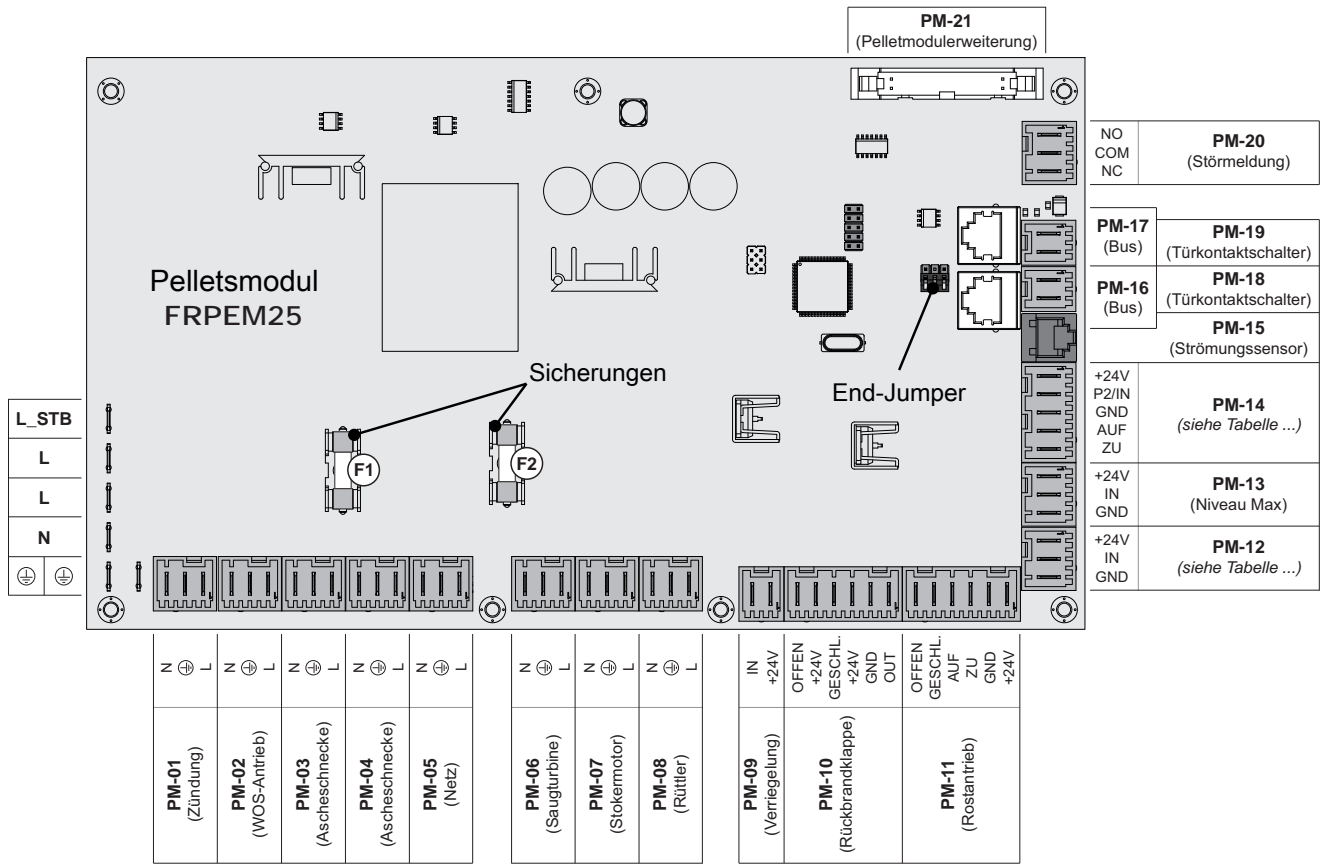 PM-21
(Pelletmodulerweiterung)
NO
COM
NC
PM-20
(Störmeldung)
PM-17
(Bus)
PM-19
(Türkontaktschalter)
PM-16
(Bus)
PM-18
(Türkontaktschalter)
PM-15
(Strömungssensor)
+24V
P2/IN
GND
AUF
ZU
PM-14
(siehe Tabelle ...)
+24V
IN
GND
PM-13
(Niveau Max)
+24V
IN
GND
PM-12
(siehe Tabelle ...)
Pelletsmodul
FRPEM25
Sicherungen
End-Jumper
F1
F2
L_STB
L
L
N
N
L
PM-01
(Zündung)
N
L
PM-02
(WOS-Antrieb)
N
L
PM-03
(Ascheschnecke)
N
L
PM-04
(Ascheschnecke)
N
L
PM-05
(Netz)
N
L
PM-06
(Saugturbine)
N
L
PM-07
(Stokermotor)
N
L
PM-08
(Rüttler)
IN
+24V
PM-09
(Verriegelung)
OFFEN
+24V
GESCHL.
+24V
GND
OUT
PM-10
(Rückbrandklappe)
OFFEN
GESCHL.
AUF
ZU
GND
+24V
PM-11
(Rostantrieb)